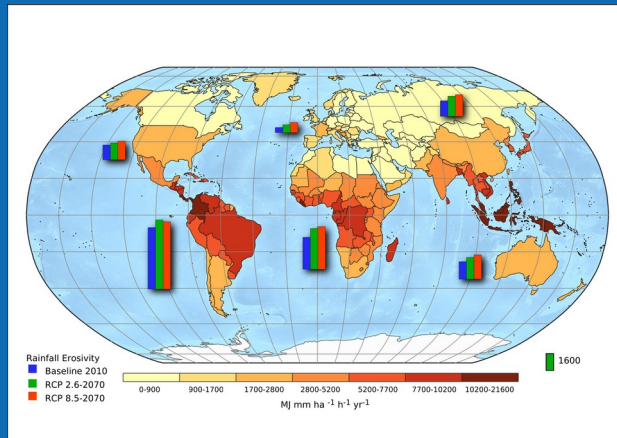 Rainfall Erosivity
Baseline 2010
RCP 2.6-2070
RCP 8.5-2070
0-900 900-1700 1700-2800 2800-5200 5200-7700 7700-10200 10200-21600
MJ mm ha ⁻¹ h⁻¹ yr⁻¹
1600